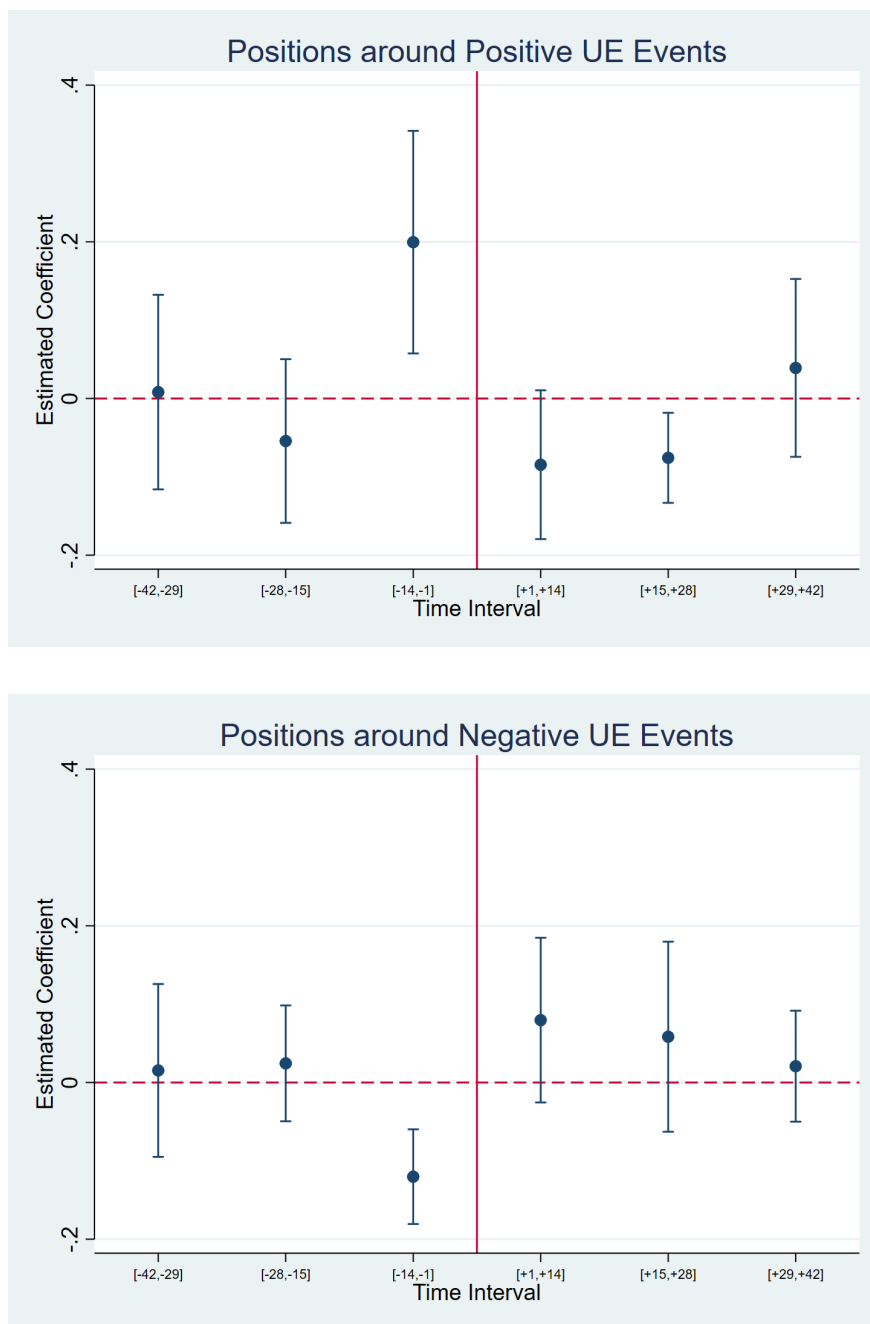 Positions around Positive UE Events
Estimated Coefficient
.4
.2
0
-.2
[-42,-29] [-28,-15] [-14,-1] [+1,+14] [+15,+28] [+29,+42]
Time Interval
Positions around Negative UE Events
Estimated Coefficient
.4
.2
0
-.2
[-42,-29] [-28,-15] [-14,-1] [+1,+14] [+15,+28] [+29,+42]
Time Interval